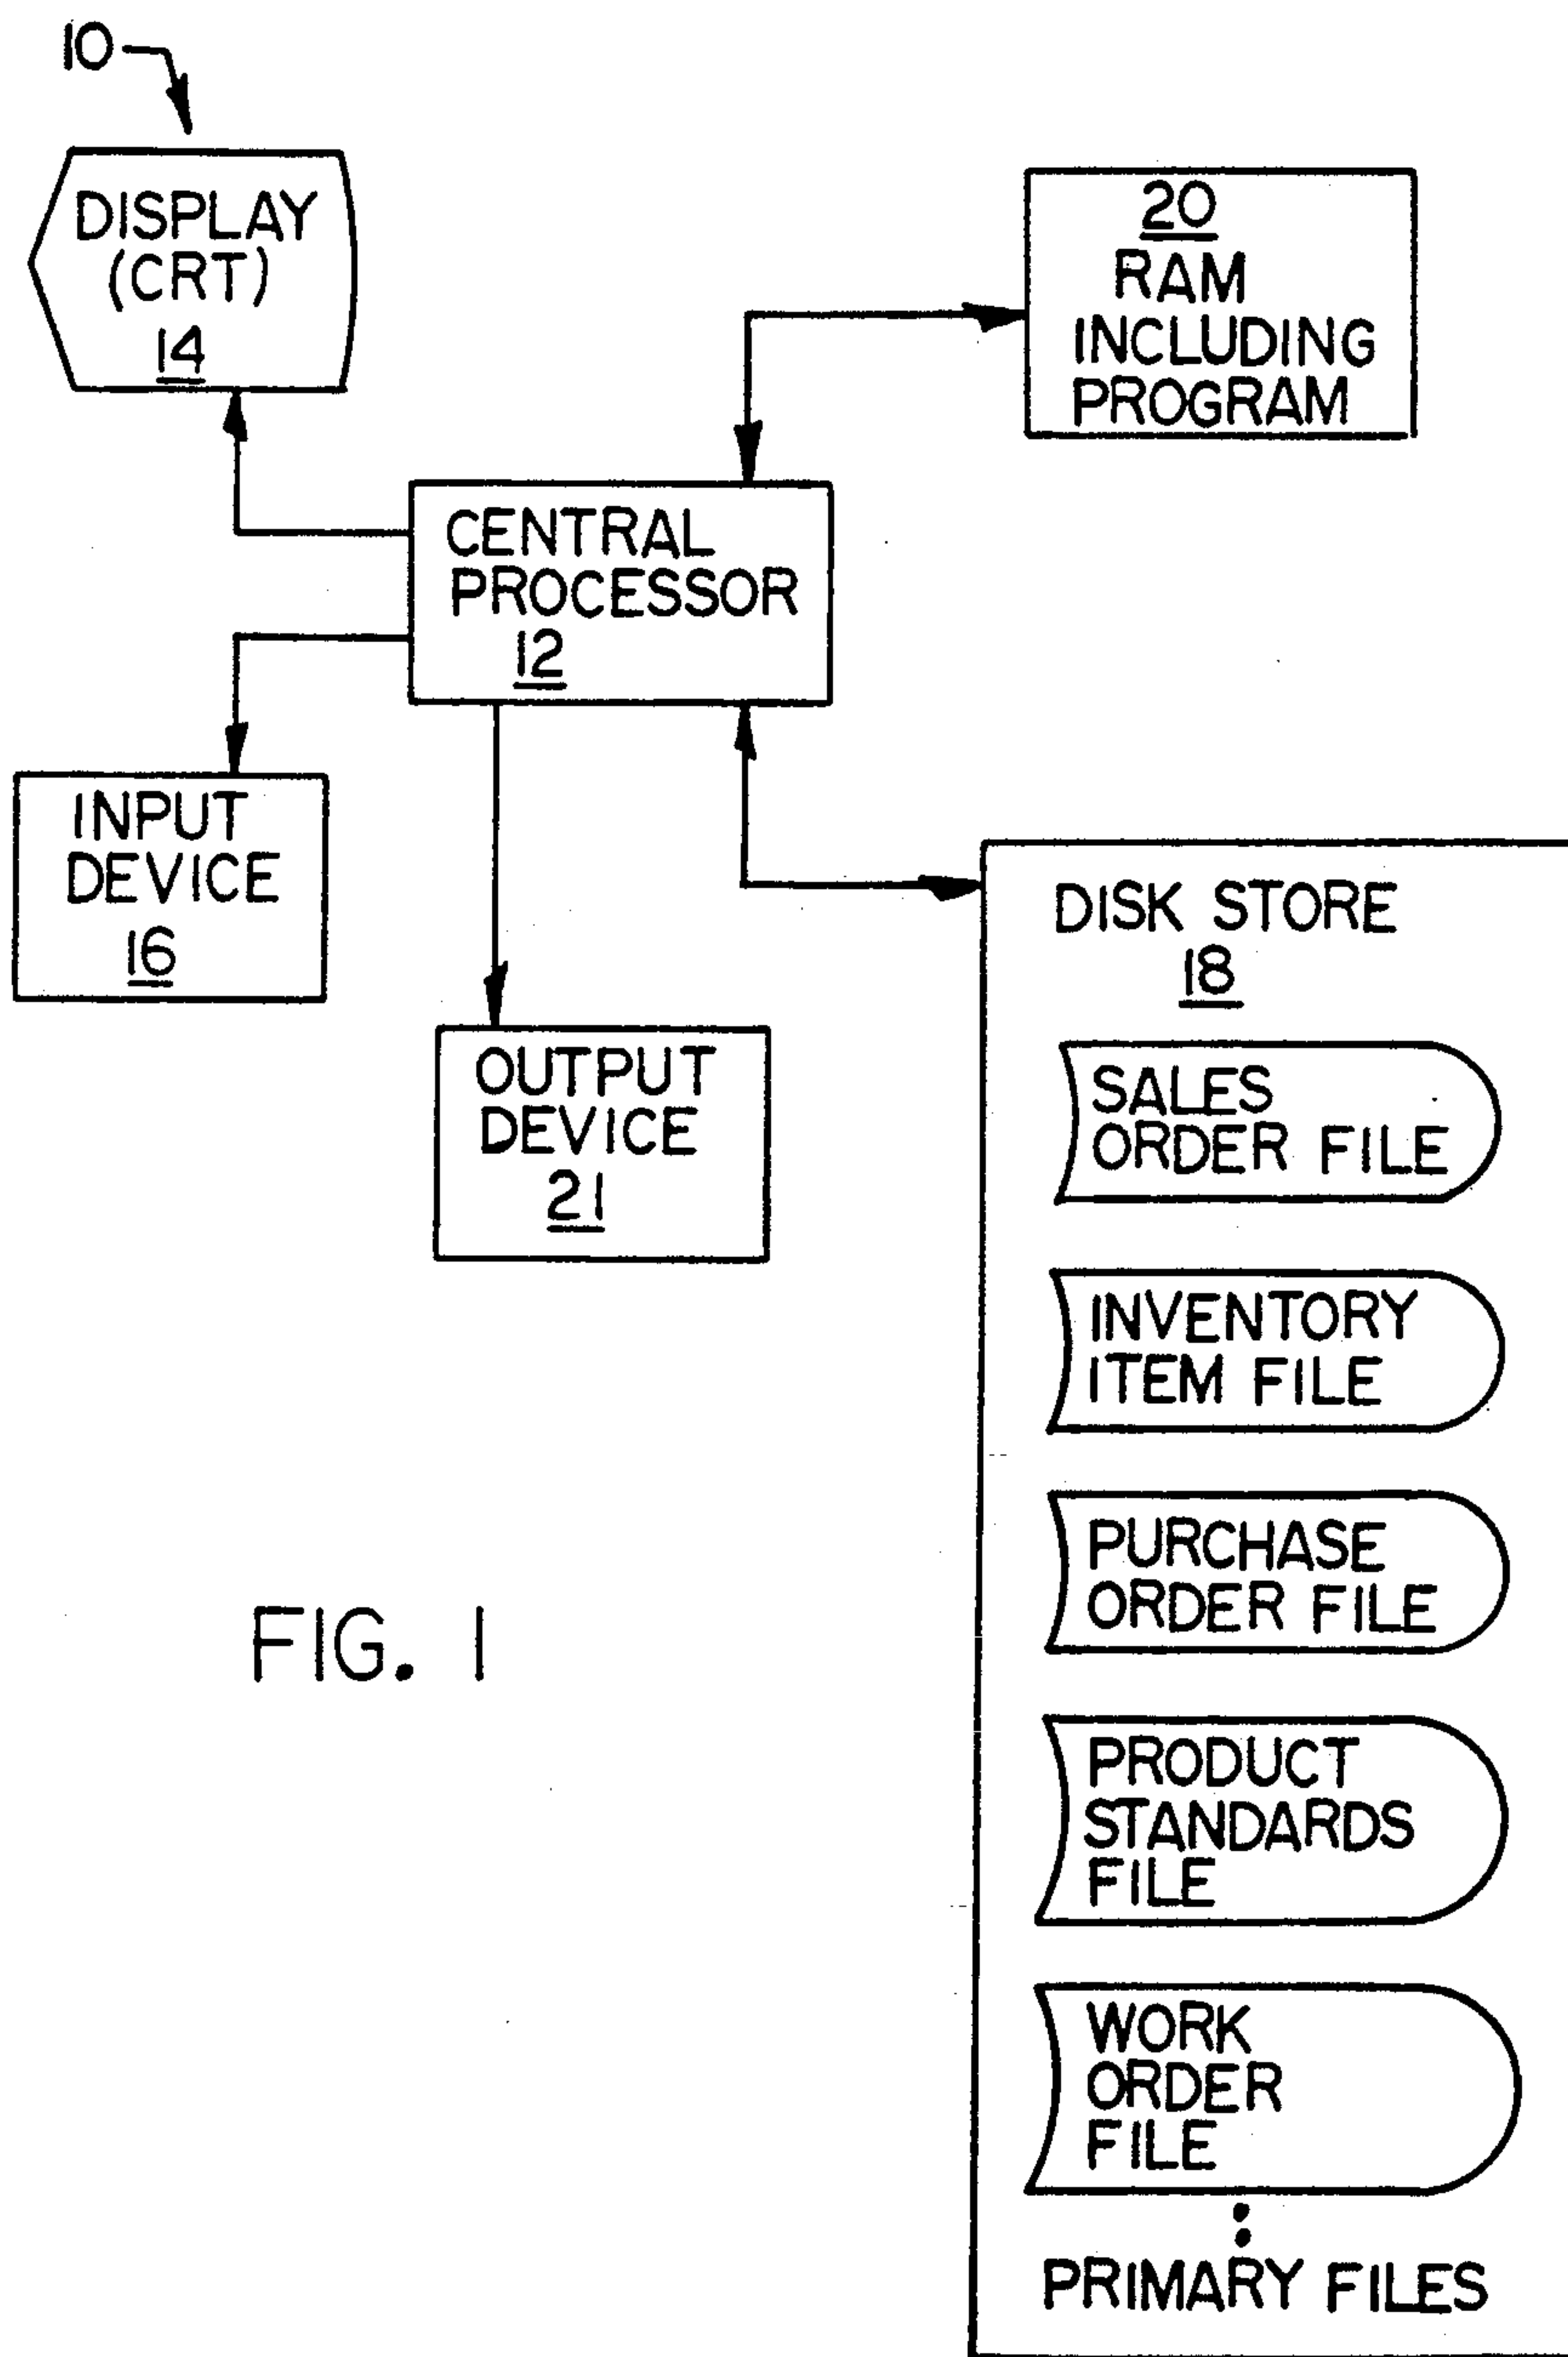 10
DISPLAY
(CRT)
14
20
RAM
INCLUDING
PROGRAM
CENTRAL
PROCESSOR
12
INPUT
DEVICE
16
OUTPUT
DEVICE
21
DISK STORE
18
SALES
ORDER FILE
INVENTORY
ITEM FILE
PURCHASE
ORDER FILE
PRODUCT
STANDARDS
FILE
WORK
ORDER
FILE
PRIMARY FILES
FIG. 1